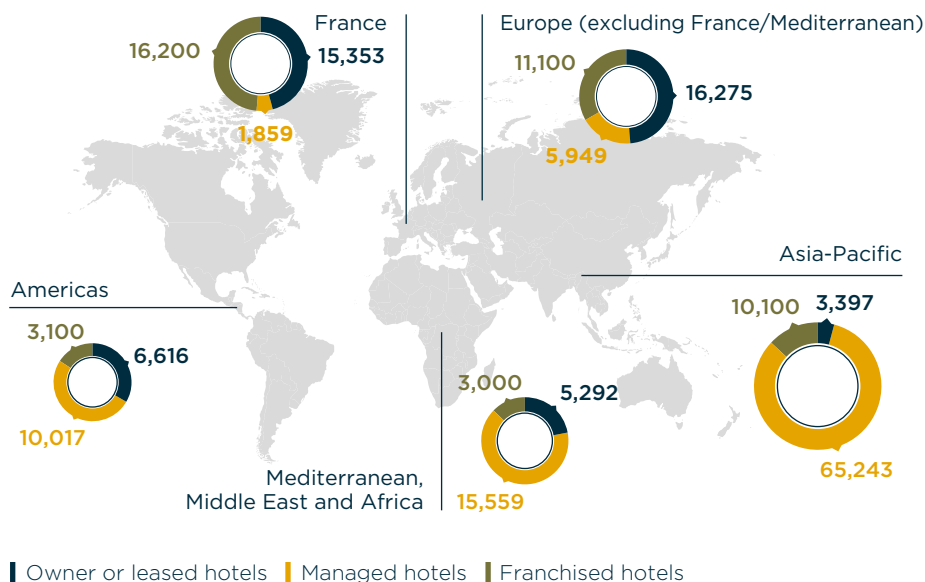 France
16,200
15,353
1,859
Europe (excluding France/Mediterranean)
11,100
16,275
5,949
Asia-Pacific
10,100
3,397
65,243
Americas
3,100
6,616
10,017
3,000
5,292
15,559
Mediterranean,
Middle East and Africa
Owner or leased hotels
Managed hotels
Franchised hotels